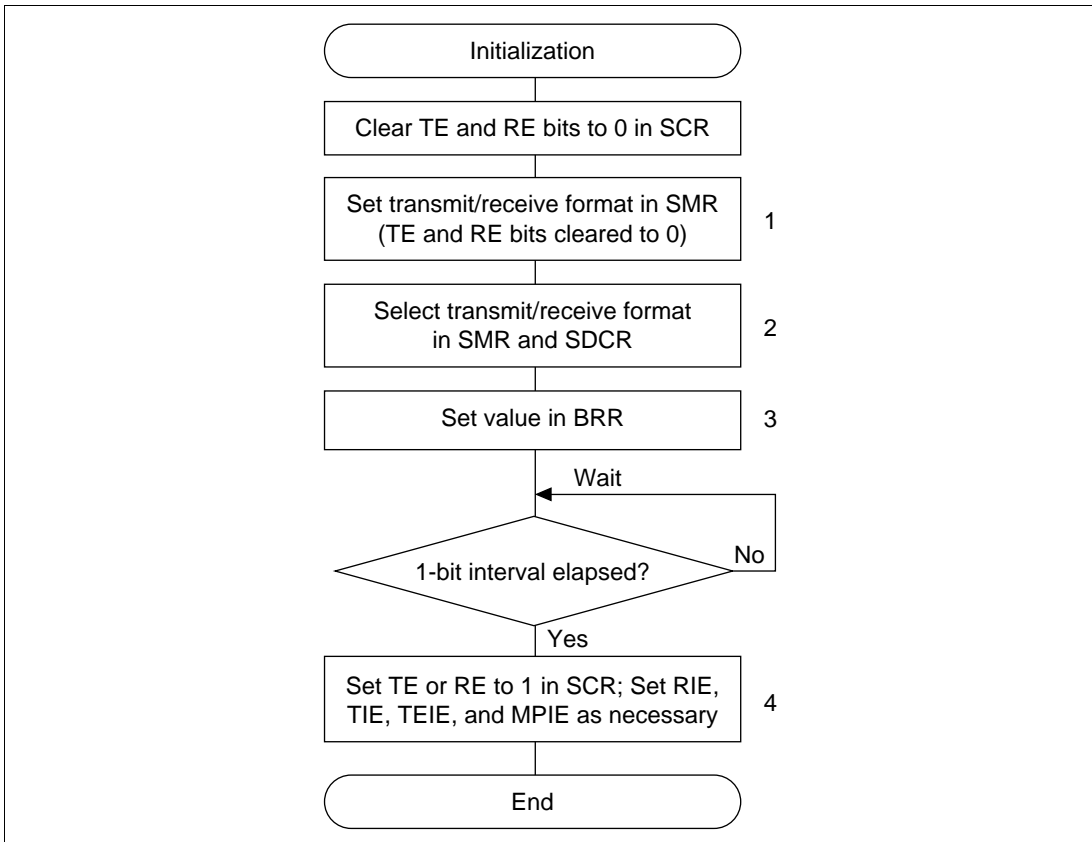 Initialization
Clear TE and RE bits to 0 in SCR
Set transmit/receive format in SMR
(TE and RE bits cleared to 0)
1
Select transmit/receive format
in SMR and SDCR
2
Set value in BRR
3
Wait
1-bit interval elapsed?
No
Yes
Set TE or RE to 1 in SCR; Set RIE,
TIE, TEIE, and MPIE as necessary
4
End